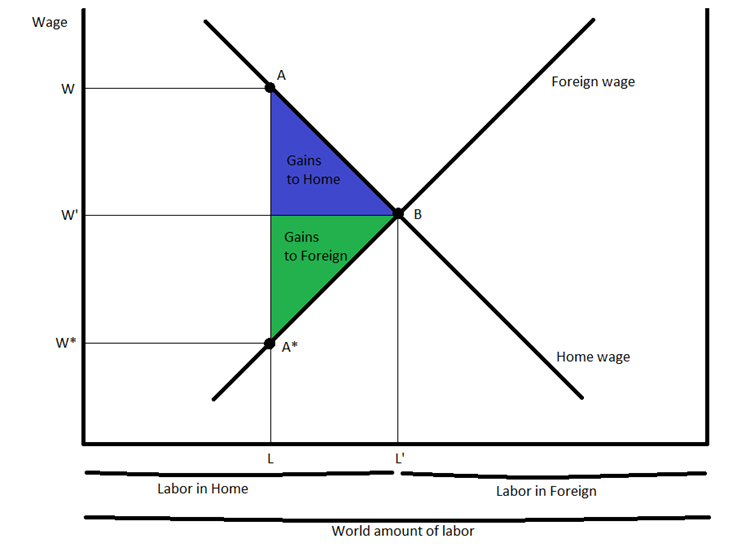 Wage
A
W
Foreign wage
Gains
to Home
W'
B
Gains
to Foreign
W*
A*
Home wage
L
L'
Labor in Home
Labor in Foreign
World amount of labor